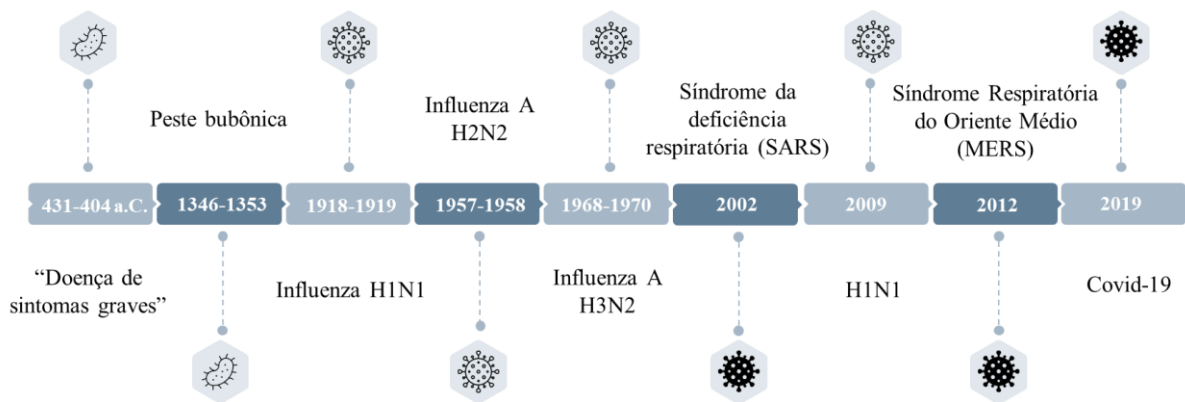 Peste bubônica
Influenza A
H2N2
Síndrome da
deficiência
respiratória (SARS)
Síndrome Respiratória
do Oriente Médio
(MERS)
431-404 a.C.
1346-1353
1918-1919
1957-1958
1968-1970
2002
2009
2012
2019
“Doença de
sintomas graves”
Influenza H1N1
Influenza A
H3N2
H1N1
Covid-19